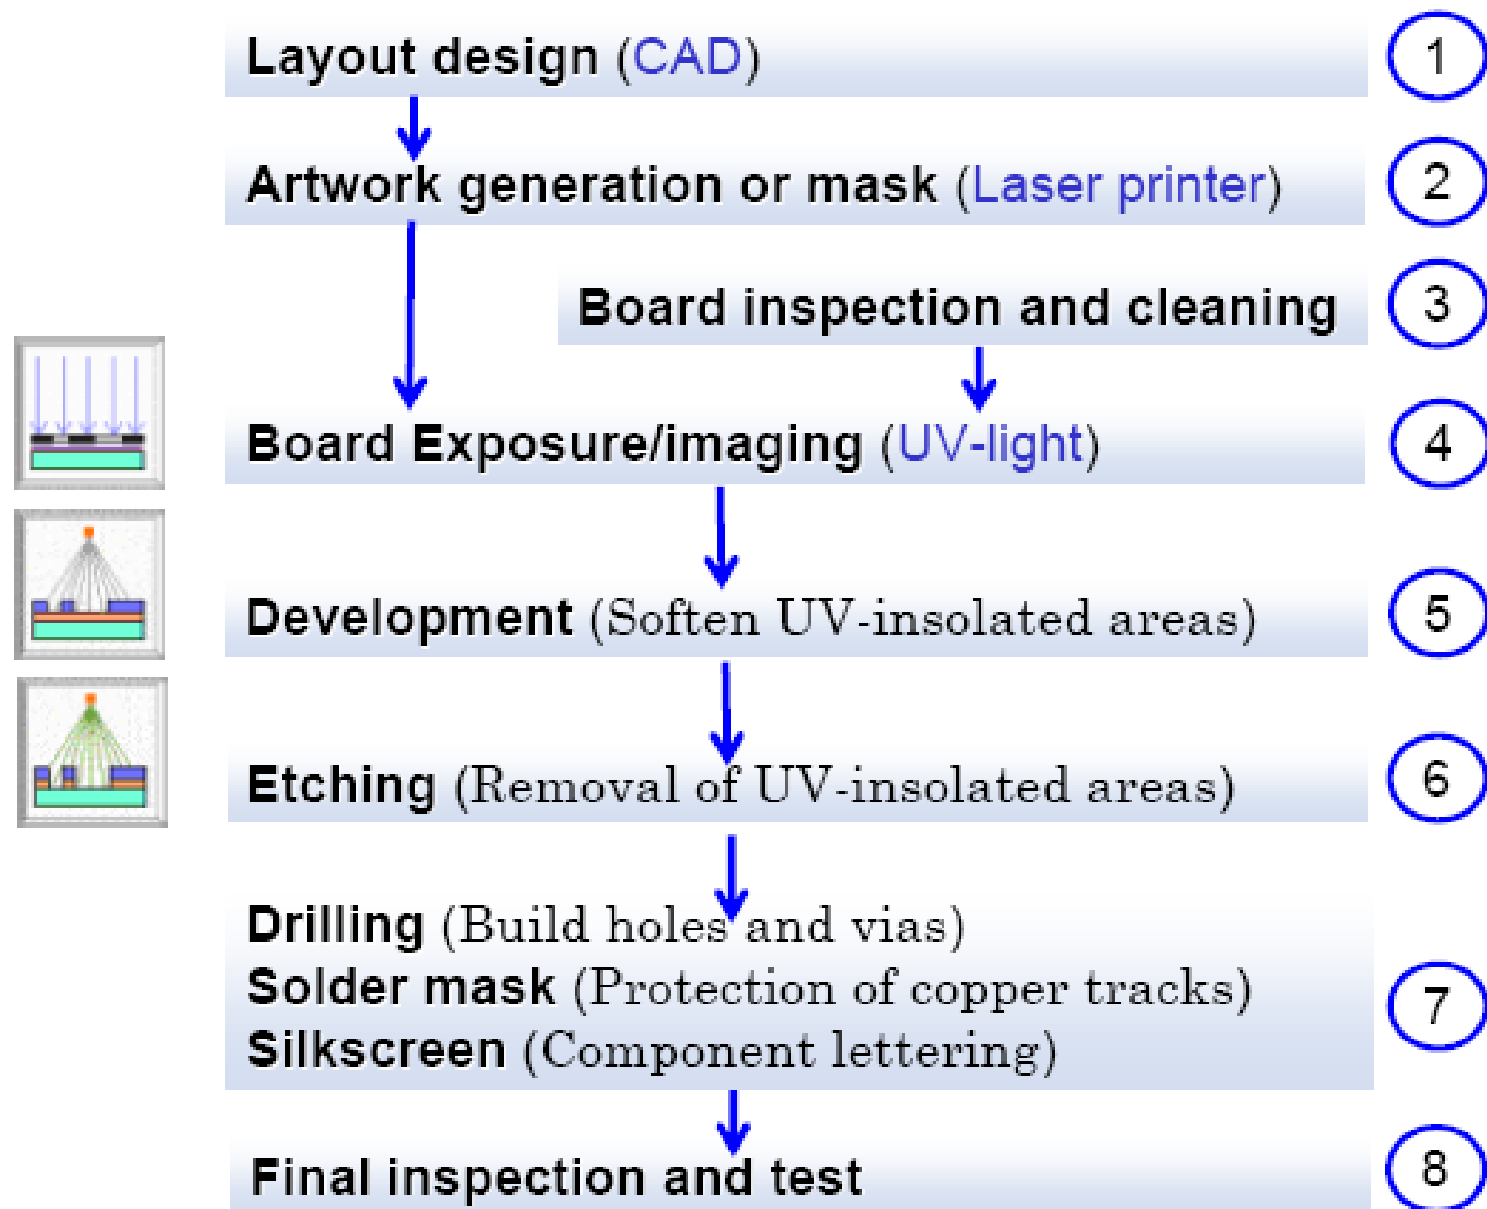 Layout design (CAD) 1
Artwork generation or mask (Laser printer) 2
Board inspection and cleaning 3
Board Exposure/imaging (UV-light) 4
Development (Soften UV-insolated areas) 5
Etching (Removal of UV-insolated areas) 6
Drilling (Build holes and vias)
Solder mask (Protection of copper tracks) 7
Silkscreen (Component lettering)
Final inspection and test 8